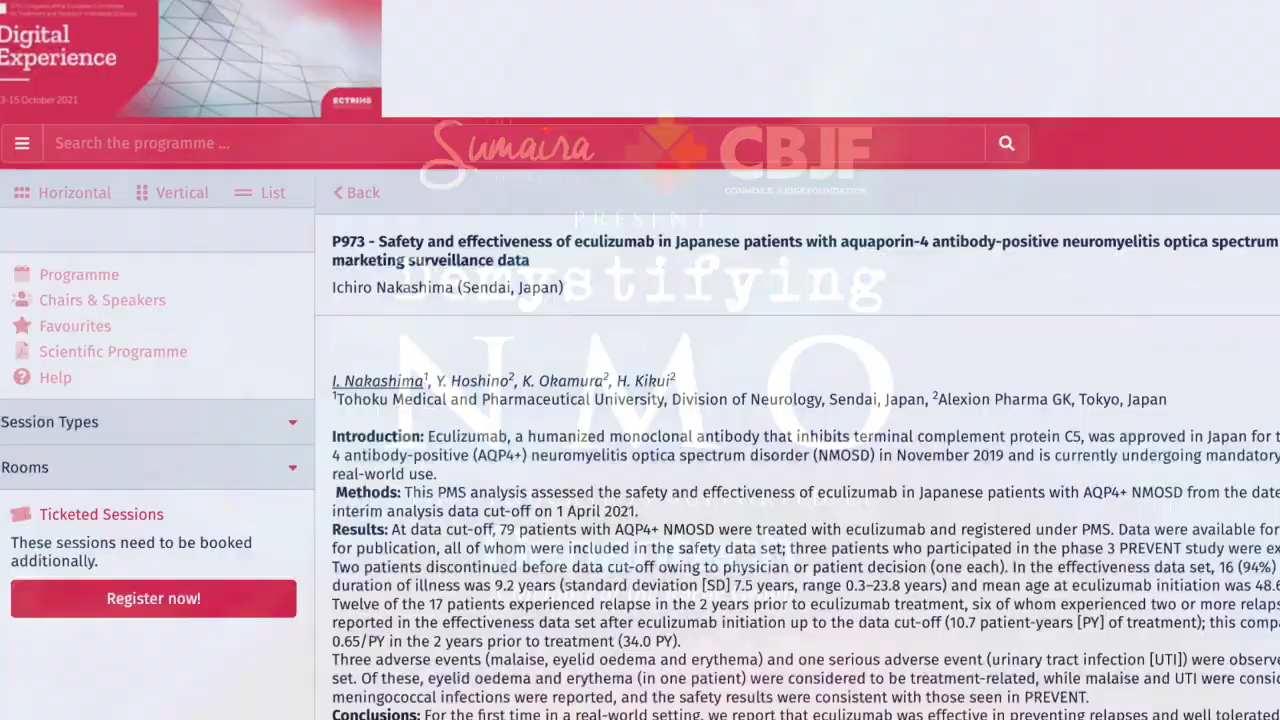 Digital
Experience
3-15 October 2021
ECTRIMS
Search the programme ...
Sumaira
CBJF
CONNOR B. JUDGE FOUNDATION
Horizontal
Vertical
List
Back
PRESENT
Demystifying
NMO
P973 - Safety and effectiveness of eculizumab in Japanese patients with aquaporin-4 antibody-positive neuromyelitis optica spectrum
marketing surveillance data
Ichiro Nakashima (Sendai, Japan)
Programme
Chairs & Speakers
Favourites
Scientific Programme
Help
Session Types
Rooms
Ticketed Sessions
These sessions need to be booked
additionally.
Register now!
I. Nakashima¹, Y. Hoshino², K. Okamura², H. Kikui²
¹Tohoku Medical and Pharmaceutical University, Division of Neurology, Sendai, Japan, ²Alexion Pharma GK, Tokyo, Japan
Introduction: Eculizumab, a humanized monoclonal antibody that inhibits terminal complement protein C5, was approved in Japan for t
4 antibody-positive (AQP4+) neuromyelitis optica spectrum disorder (NMOSD) in November 2019 and is currently undergoing mandatory
real-world use.
Methods: This PMS analysis assessed the safety and effectiveness of eculizumab in Japanese patients with AQP4+ NMOSD from the date
interim analysis data cut-off on 1 April 2021.
Results: At data cut-off, 79 patients with AQP4+ NMOSD were treated with eculizumab and registered under PMS. Data were available for
for publication, all of whom were included in the safety data set; three patients who participated in the phase 3 PREVENT study were ex
Two patients discontinued before data cut-off owing to physician or patient decision (one each). In the effectiveness data set, 16 (94%)
duration of illness was 9.2 years (standard deviation [SD] 7.5 years, range 0.3–23.8 years) and mean age at eculizumab initiation was 48.6
Twelve of the 17 patients experienced relapse in the 2 years prior to eculizumab treatment, six of whom experienced two or more relaps
reported in the effectiveness data set after eculizumab initiation up to the data cut-off (10.7 patient-years [PY] of treatment); this compa
0.65/PY in the 2 years prior to treatment (34.0 PY).
Three adverse events (malaise, eyelid oedema and erythema) and one serious adverse event (urinary tract infection [UTI]) were observe
set. Of these, eyelid oedema and erythema (in one patient) were considered to be treatment-related, while malaise and UTI were consid
meningococcal infections were reported, and the safety results were consistent with those seen in PREVENT.
Conclusions: For the first time in a real-world setting, we report that eculizumab was effective in preventing relapses and well tolerated